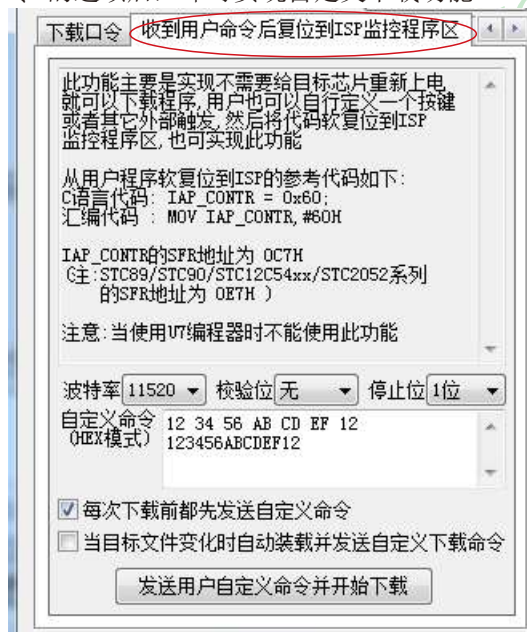 下载口令 收到用户命令后复位到ISP监控程序区
此功能主要是实现不需要给目标芯片重新上电
就可以下载程序,用户也可以自行定义一个按键
或者其它外部触发,然后将代码软复位到ISP
监控程序区,也可实现此功能
从用户程序软复位到ISP的参考代码如下:
C语言代码: IAP_CONTR = 0x60;
汇编代码 : MOV IAP_CONTR,#60H
IAP_CONTR的SFR地址为 0C7H
(注:STC89/STC90/STC12C54xx/STC2052系列
的SFR地址为 0E7H )
注意:当使用U7编程器时不能使用此功能
波特率 11520 校验位 无 停止位 1位
自定义命令 12 34 56 AB CD EF 12
(HEX模式) 123456ABCDEF12
每次下载前都先发送自定义命令
当目标文件变化时自动装载并发送自定义下载命令
发送用户自定义命令并开始下载